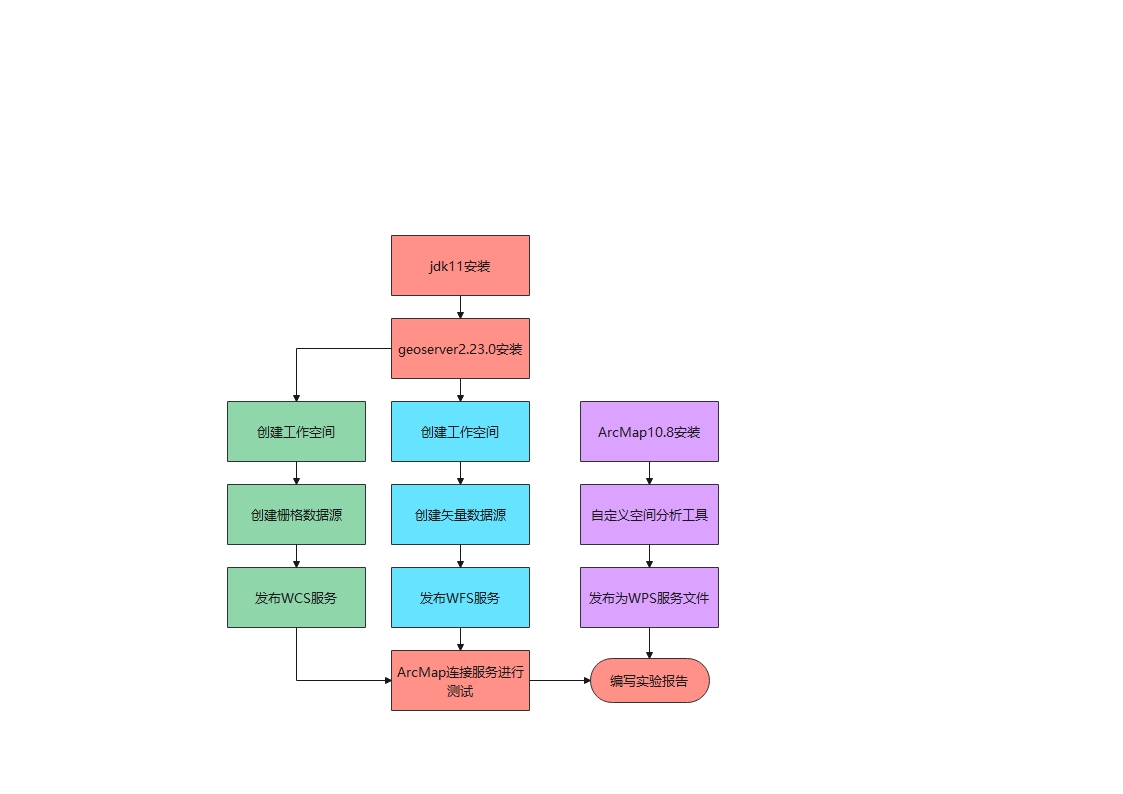 jdk11安装
geoserver2.23.0安装
创建工作空间
创建工作空间
ArcMap10.8安装
创建栅格数据源
创建矢量数据源
自定义空间分析工具
发布WCS服务
发布WFS服务
发布为WPS服务文件
ArcMap连接服务进行
测试
编写实验报告